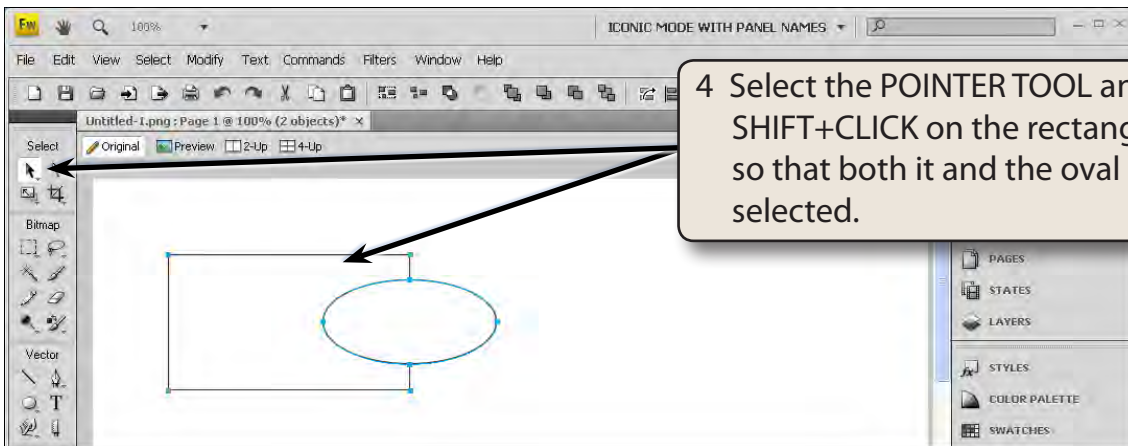 Fw 100% ICONIC MODE WITH PANEL NAMES
File Edit View Select Modify Text Commands Filters Window Help
Untitled-1.png : Page 1 @ 100% (2 objects)* ×
Select Original Preview 2-Up 4-Up
4 Select the POINTER TOOL an
SHIFT+CLICK on the rectang
so that both it and the oval
selected.
Bitmap
Vector
T
PAGES
STATES
LAYERS
STYLES
COLOR PALETTE
SWATCHES